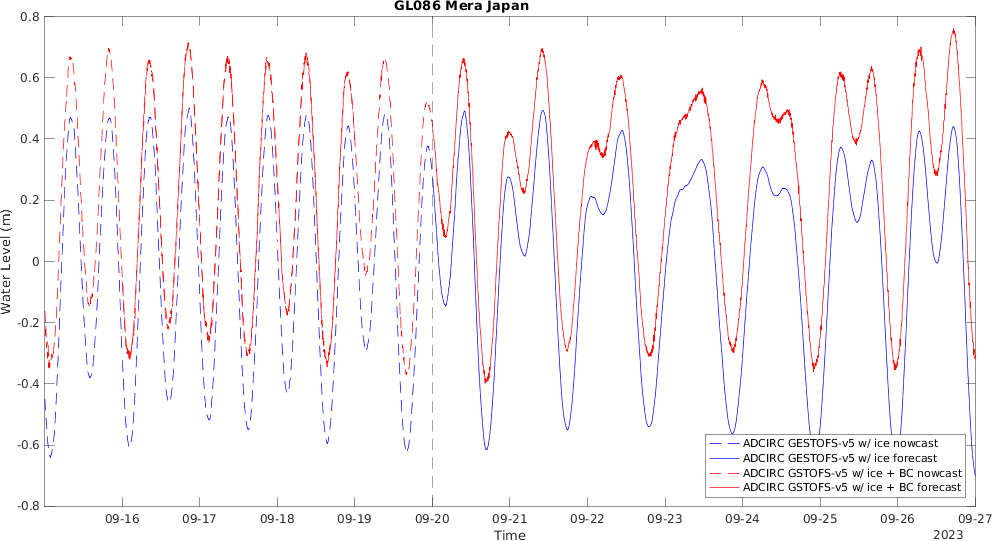 GL086 Mera Japan
0.8
0.6
0.4
0.2
0
-0.2
-0.4
-0.6
-0.8
Water Level (m)
09-16 09-17 09-18 09-19 09-20 09-21 09-22 09-23 09-24 09-25 09-26 09-27
2023
Time
ADCIRC GESTOFS-v5 w/ ice nowcast
ADCIRC GESTOFS-v5 w/ ice forecast
ADCIRC GSTOFS-v5 w/ ice + BC nowcast
ADCIRC GSTOFS-v5 w/ ice + BC forecast